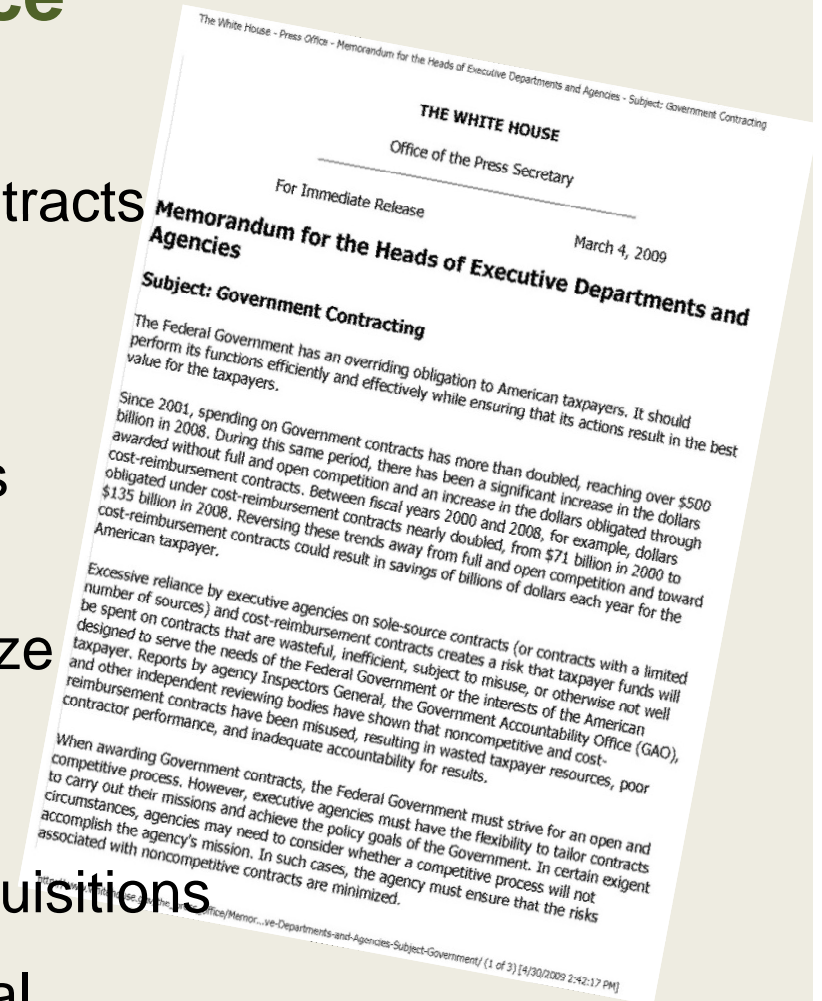 ce
tracts
s
ze
uisitions
al
The White House - Press Office - Memorandum for the Heads of Executive Departments and Agencies - Subject: Government Contracting
THE WHITE HOUSE
Office of the Press Secretary
For Immediate Release
March 4, 2009
Memorandum for the Heads of Executive Departments and
Agencies
Subject: Government Contracting
The Federal Government has an overriding obligation to American taxpayers. It should
perform its functions efficiently and effectively while ensuring that its actions result in the best
value for the taxpayers.
Since 2001, spending on Government contracts has more than doubled, reaching over $500
billion in 2008. During this same period, there has been a significant increase in the dollars
awarded without full and open competition and an increase in the dollars obligated through
cost-reimbursement contracts. Between fiscal years 2000 and 2008, for example, dollars
obligated under cost-reimbursement contracts nearly doubled, from $71 billion in 2000 to
$135 billion in 2008. Reversing these trends away from full and open competition and toward
cost-reimbursement contracts could result in savings of billions of dollars each year for the
American taxpayer.
Excessive reliance by executive agencies on sole-source contracts (or contracts with a limited
number of sources) and cost-reimbursement contracts creates a risk that taxpayer funds will
be spent on contracts that are wasteful, inefficient, subject to misuse, or otherwise not well
designed to serve the needs of the Federal Government or the interests of the American
taxpayer. Reports by agency Inspectors General, the Government Accountability Office (GAO),
and other independent reviewing bodies have shown that noncompetitive and cost-
reimbursement contracts have been misused, resulting in wasted taxpayer resources, poor
contractor performance, and inadequate accountability for results.
When awarding Government contracts, the Federal Government must strive for an open and
competitive process. However, executive agencies must have the flexibility to tailor contracts
to carry out their missions and achieve the policy goals of the Government. In certain exigent
circumstances, agencies may need to consider whether a competitive process will not
accomplish the agency's mission. In such cases, the agency must ensure that the risks
associated with noncompetitive contracts are minimized.
office/Memor...ve-Departments-and-Agencies-Subject-Government/ (1 of 3) [4/30/2009 2:42:17 PM]